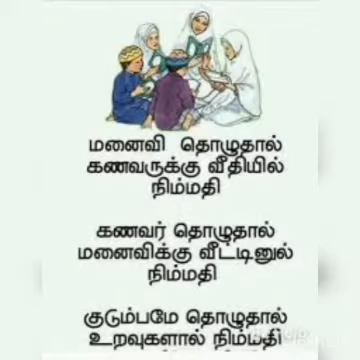 மனைவி தொழுதால்
கணவருக்கு வீதியில்
நிம்மதி
கணவர் தொழுதால்
மனைவிக்கு வீட்டினுல்
நிம்மதி
குடும்பமே தொழுதால்
உறவுகளால் நிம்மதி